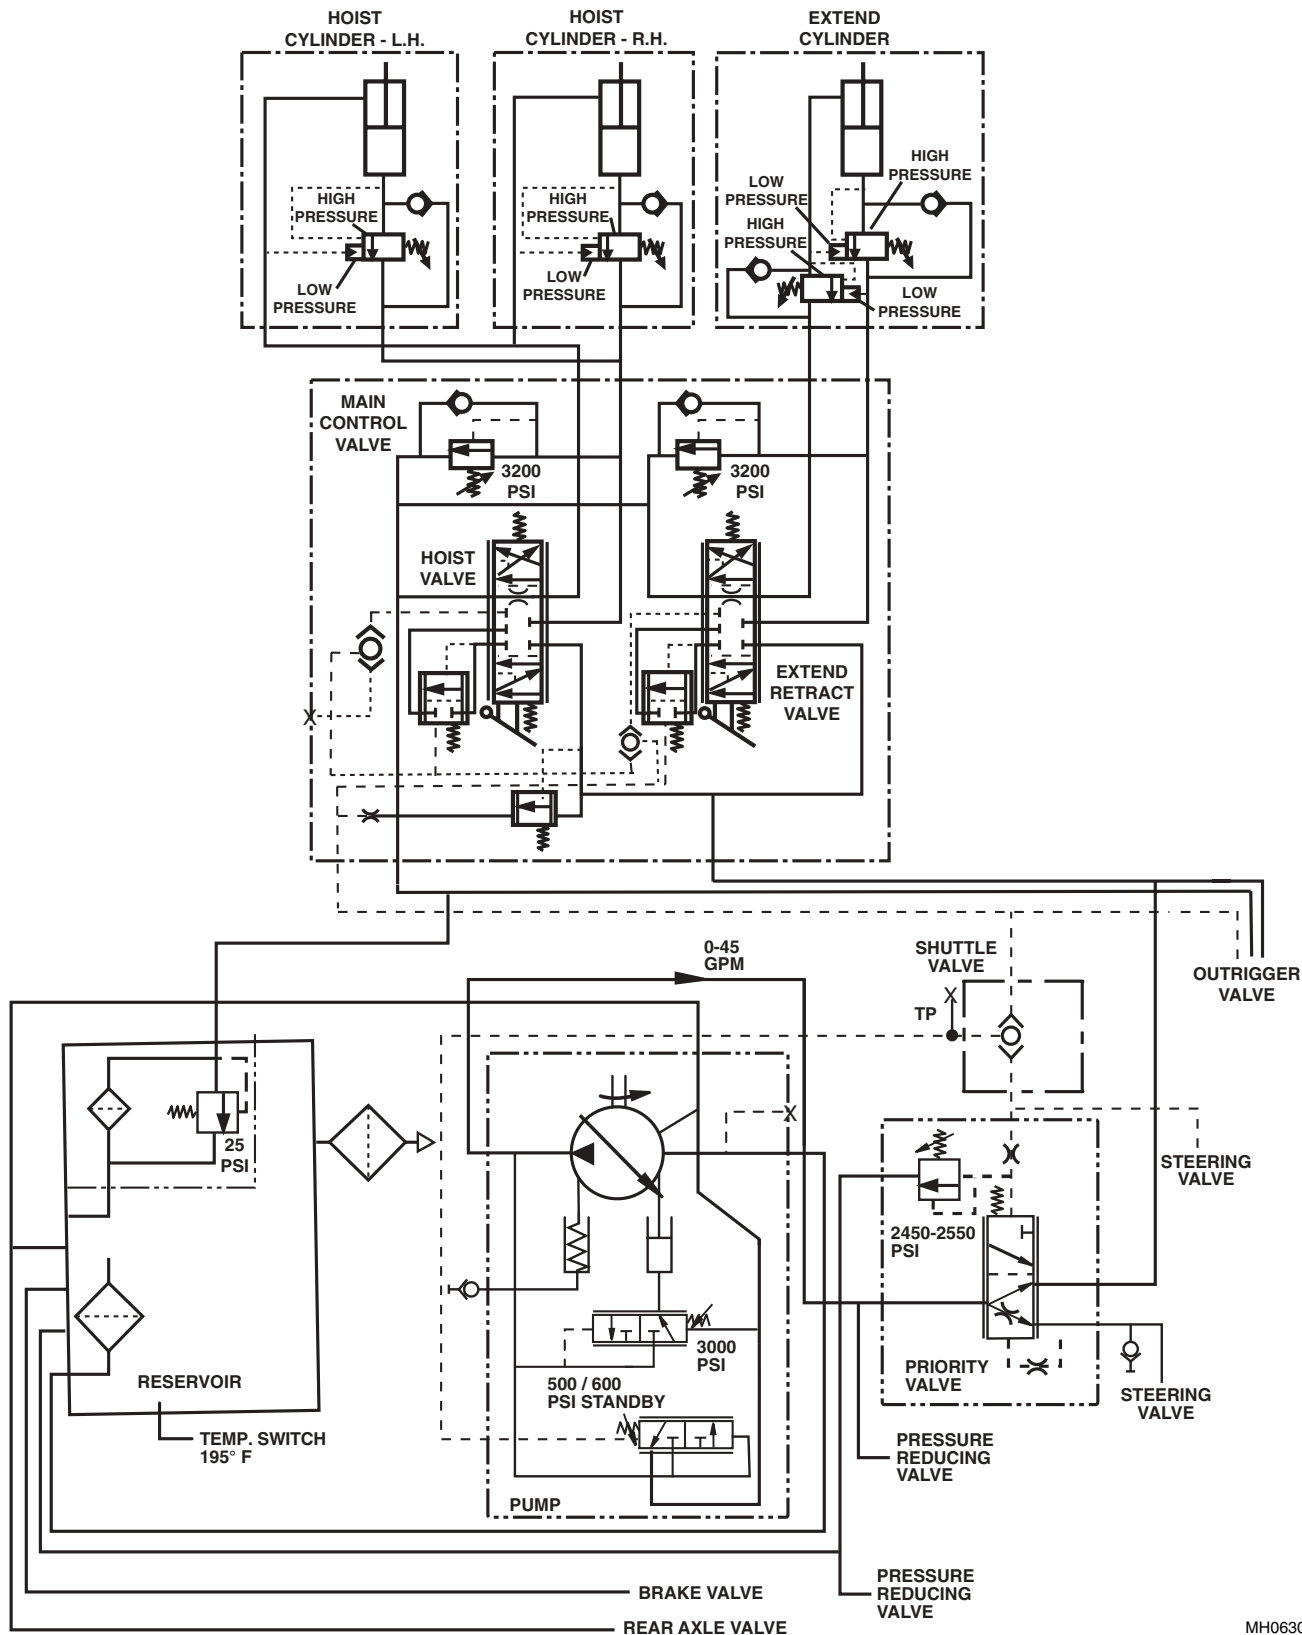 HOIST
CYLINDER - L.H.
HOIST
CYLINDER - R.H.
EXTEND
CYLINDER
HIGH
PRESSURE
LOW
PRESSURE
HIGH
PRESSURE
LOW
PRESSURE
LOW
PRESSURE
HIGH
PRESSURE
HIGH
PRESSURE
LOW
PRESSURE
MAIN
CONTROL
VALVE
3200
PSI
3200
PSI
HOIST
VALVE
EXTEND
RETRACT
VALVE
X
0-45
GPM
SHUTTLE
VALVE
X
TP
OUTRIGGER
VALVE
25
PSI
X
STEERING
VALVE
2450-2550
PSI
3000
PSI
500 / 600
PSI STANDBY
PRIORITY
VALVE
STEERING
VALVE
RESERVOIR
TEMP. SWITCH
195° F
PRESSURE
REDUCING
VALVE
PUMP
PRESSURE
REDUCING
VALVE
BRAKE VALVE
REAR AXLE VALVE